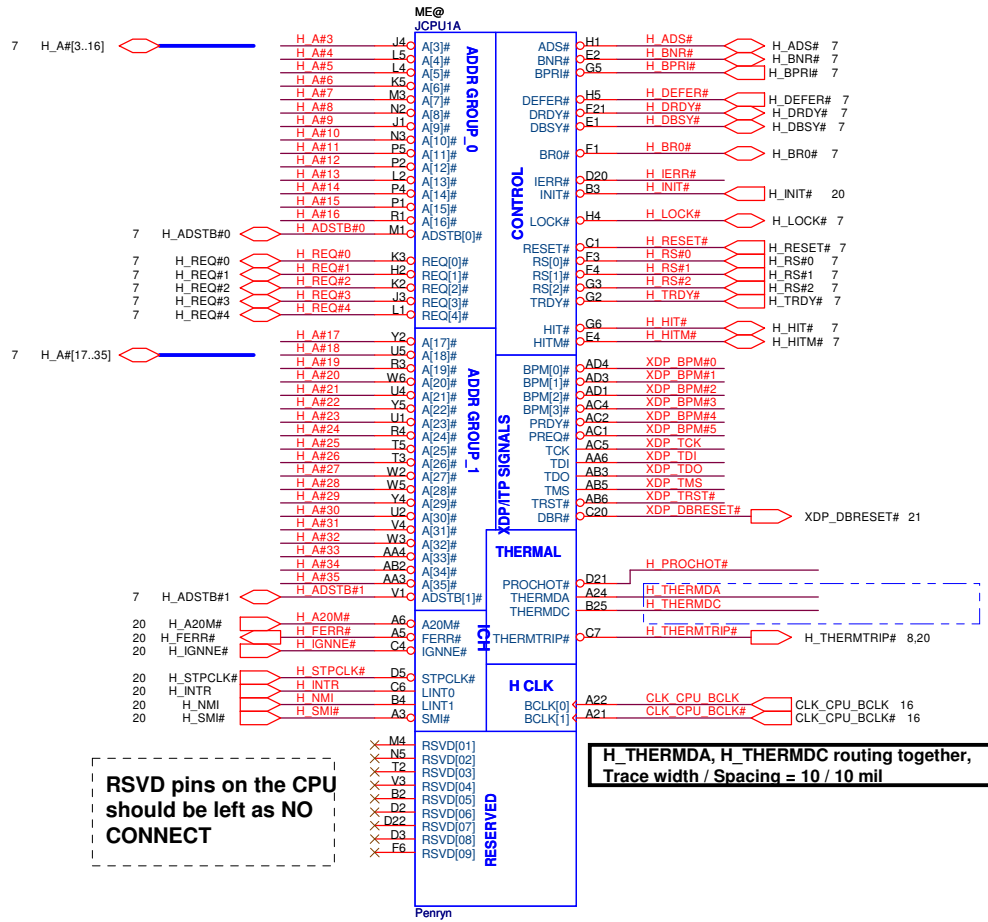 ME@
JCPU1A
7 H_A#[3..16]
H_A#3 J4 A[3]#
H_A#4 L5 A[4]#
H_A#5 L4 A[5]#
H_A#6 K5 A[6]#
H_A#7 M3 A[7]#
H_A#8 N2 A[8]#
H_A#9 J1 A[9]#
H_A#10 N3 A[10]#
H_A#11 P5 A[11]#
H_A#12 P2 A[12]#
H_A#13 L2 A[13]#
H_A#14 P4 A[14]#
H_A#15 P1 A[15]#
H_A#16 R1 A[16]#
7 H_ADSTB#0 H_ADSTB#0 M1 ADSTB[0]#
7 H_REQ#0 H_REQ#0 K3 REQ[0]#
7 H_REQ#1 H_REQ#1 H2 REQ[1]#
7 H_REQ#2 H_REQ#2 K2 REQ[2]#
7 H_REQ#3 H_REQ#3 J3 REQ[3]#
7 H_REQ#4 H_REQ#4 L1 REQ[4]#
ADDR GROUP_0
7 H_A#[17..35]
H_A#17 Y2 A[17]#
H_A#18 U5 A[18]#
H_A#19 R3 A[19]#
H_A#20 W6 A[20]#
H_A#21 U4 A[21]#
H_A#22 Y5 A[22]#
H_A#23 U1 A[23]#
H_A#24 R4 A[24]#
H_A#25 T5 A[25]#
H_A#26 T3 A[26]#
H_A#27 W2 A[27]#
H_A#28 W5 A[28]#
H_A#29 Y4 A[29]#
H_A#30 U2 A[30]#
H_A#31 V4 A[31]#
H_A#32 W3 A[32]#
H_A#33 AA4 A[33]#
H_A#34 AB2 A[34]#
H_A#35 AA3 A[35]#
7 H_ADSTB#1 H_ADSTB#1 V1 ADSTB[1]#
ADDR GROUP_1
20 H_A20M# H_A20M# A6 A20M#
20 H_FERR# H_FERR# A5 FERR#
20 H_IGNNE# H_IGNNE# C4 IGNNE#
20 H_STPCLK# H_STPCLK# D5 STPCLK#
20 H_INTR H_INTR C6 LINT0
20 H_NMI H_NMI B4 LINT1
20 H_SMI# H_SMI# A3 SMI#
ICH
M4 RSVD[01]
N5 RSVD[02]
T2 RSVD[03]
V3 RSVD[04]
B2 RSVD[05]
D2 RSVD[06]
D22 RSVD[07]
D3 RSVD[08]
F6 RSVD[09]
RESERVED
ADS# H1 H_ADS# H_ADS# 7
BNR# E2 H_BNR# H_BNR# 7
BPRI# G5 H_BPRI# H_BPRI# 7
DEFER# H5 H_DEFER# H_DEFER# 7
DRDY# F21 H_DRDY# H_DRDY# 7
DBSY# E1 H_DBSY# H_DBSY# 7
BR0# F1 H_BR0# H_BR0# 7
IERR# D20 H_IERR#
INIT# B3 H_INIT# H_INIT# 20
LOCK# H4 H_LOCK# H_LOCK# 7
RESET# C1 H_RESET# H_RESET# 7
RS[0]# F3 H_RS#0 H_RS#0 7
RS[1]# F4 H_RS#1 H_RS#1 7
RS[2]# G3 H_RS#2 H_RS#2 7
TRDY# G2 H_TRDY# H_TRDY# 7
HIT# G6 H_HIT# H_HIT# 7
HITM# E4 H_HITM# H_HITM# 7
CONTROL
BPM[0]# AD4 XDP_BPM#0
BPM[1]# AD3 XDP_BPM#1
BPM[2]# AD1 XDP_BPM#2
BPM[3]# AC4 XDP_BPM#3
PRDY# AC2 XDP_BPM#4
PREQ# AC1 XDP_BPM#5
TCK AC5 XDP_TCK
TDI AA6 XDP_TDI
TDO AB3 XDP_TDO
TMS AB5 XDP_TMS
TRST# AB6 XDP_TRST#
DBR# C20 XDP_DBRESET# XDP_DBRESET# 21
XDP/ITP SIGNALS
THERMAL
PROCHOT# D21 H_PROCHOT#
THERMDA A24 H_THERMDA
THERMDC B25 H_THERMDC
THERMTRIP# C7 H_THERMTRIP# H_THERMTRIP# 8,20
H CLK
BCLK[0] A22 CLK_CPU_BCLK CLK_CPU_BCLK 16
BCLK[1] A21 CLK_CPU_BCLK# CLK_CPU_BCLK# 16
H_THERMDA, H_THERMDC routing together,
Trace width / Spacing = 10 / 10 mil
RSVD pins on the CPU
should be left as NO
CONNECT
Penryn